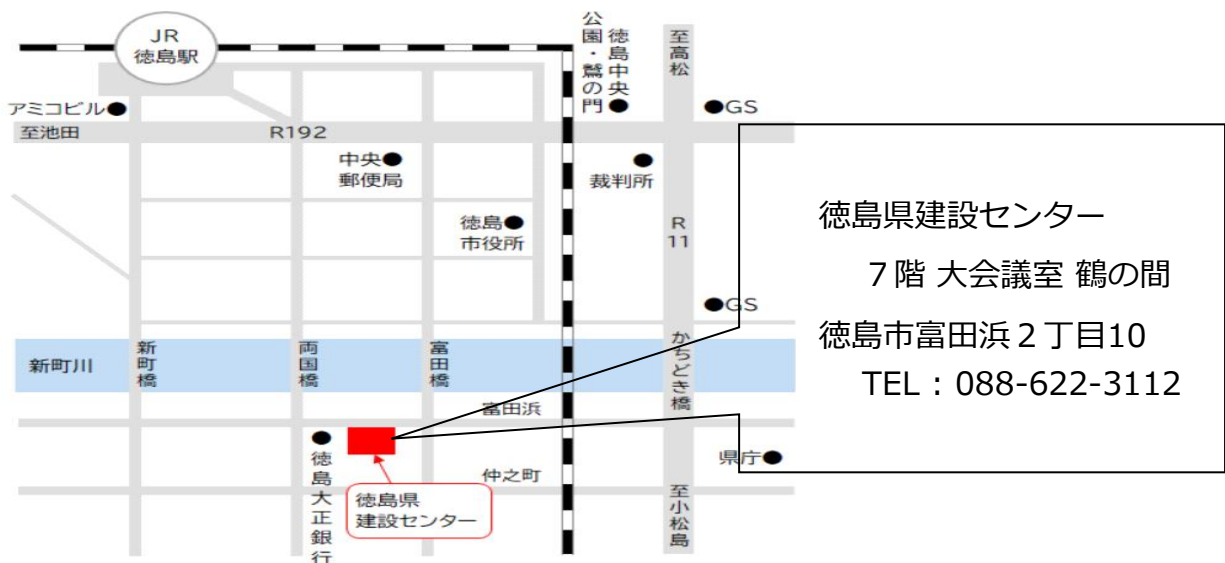 JR
徳島駅
公園・鷲の門
徳島中央
至高松
アミコビル
GS
至池田
R192
中央
郵便局
裁判所
徳島
市役所
R
11
GS
新町川
新町橋
両国橋
富田橋
かちどき橋
富田浜
徳島大正銀行
仲之町
県庁
徳島県
建設センター
至小松島
徳島県建設センター
７階 大会議室 鶴の間
徳島市富田浜２丁目10
TEL：088-622-3112